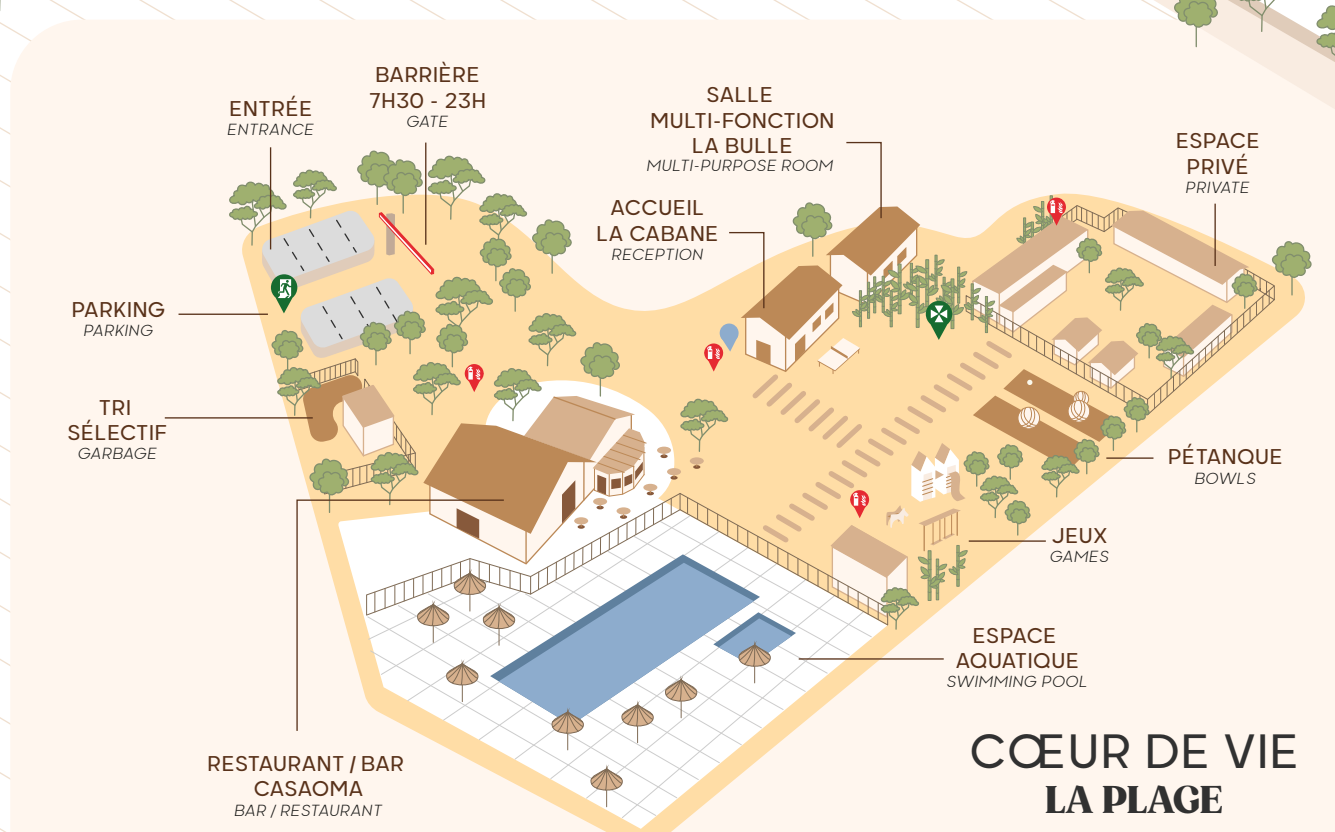 BARRIÈRE
7H30 - 23H
GATE
ENTRÉE
ENTRANCE
SALLE
MULTI-FONCTION
LA BULLE
MULTI-PURPOSE ROOM
ESPACE
PRIVÉ
PRIVATE
ACCUEIL
LA CABANE
RECEPTION
PARKING
PARKING
TRI
SÉLECTIF
GARBAGE
PÉTANQUE
BOWLS
JEUX
GAMES
ESPACE
AQUATIQUE
SWIMMING POOL
RESTAURANT / BAR
CASAOMA
BAR / RESTAURANT
CŒUR DE VIE
LA PLAGE